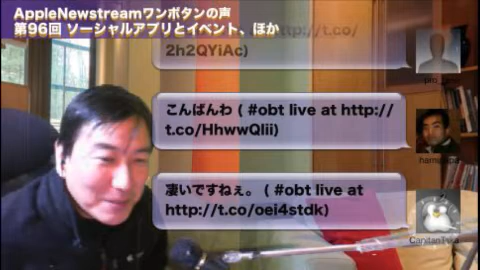 AppleNewstreamワンボタンの声
第96回 ソーシャルアプリとイベント、ほか
http://t.co/
2h2QYiAc)
こんばんわ ( #obt live at http://
t.co/HhwwQlii)
凄いですねぇ。 ( #obt live at
http://t.co/oei4stdk)